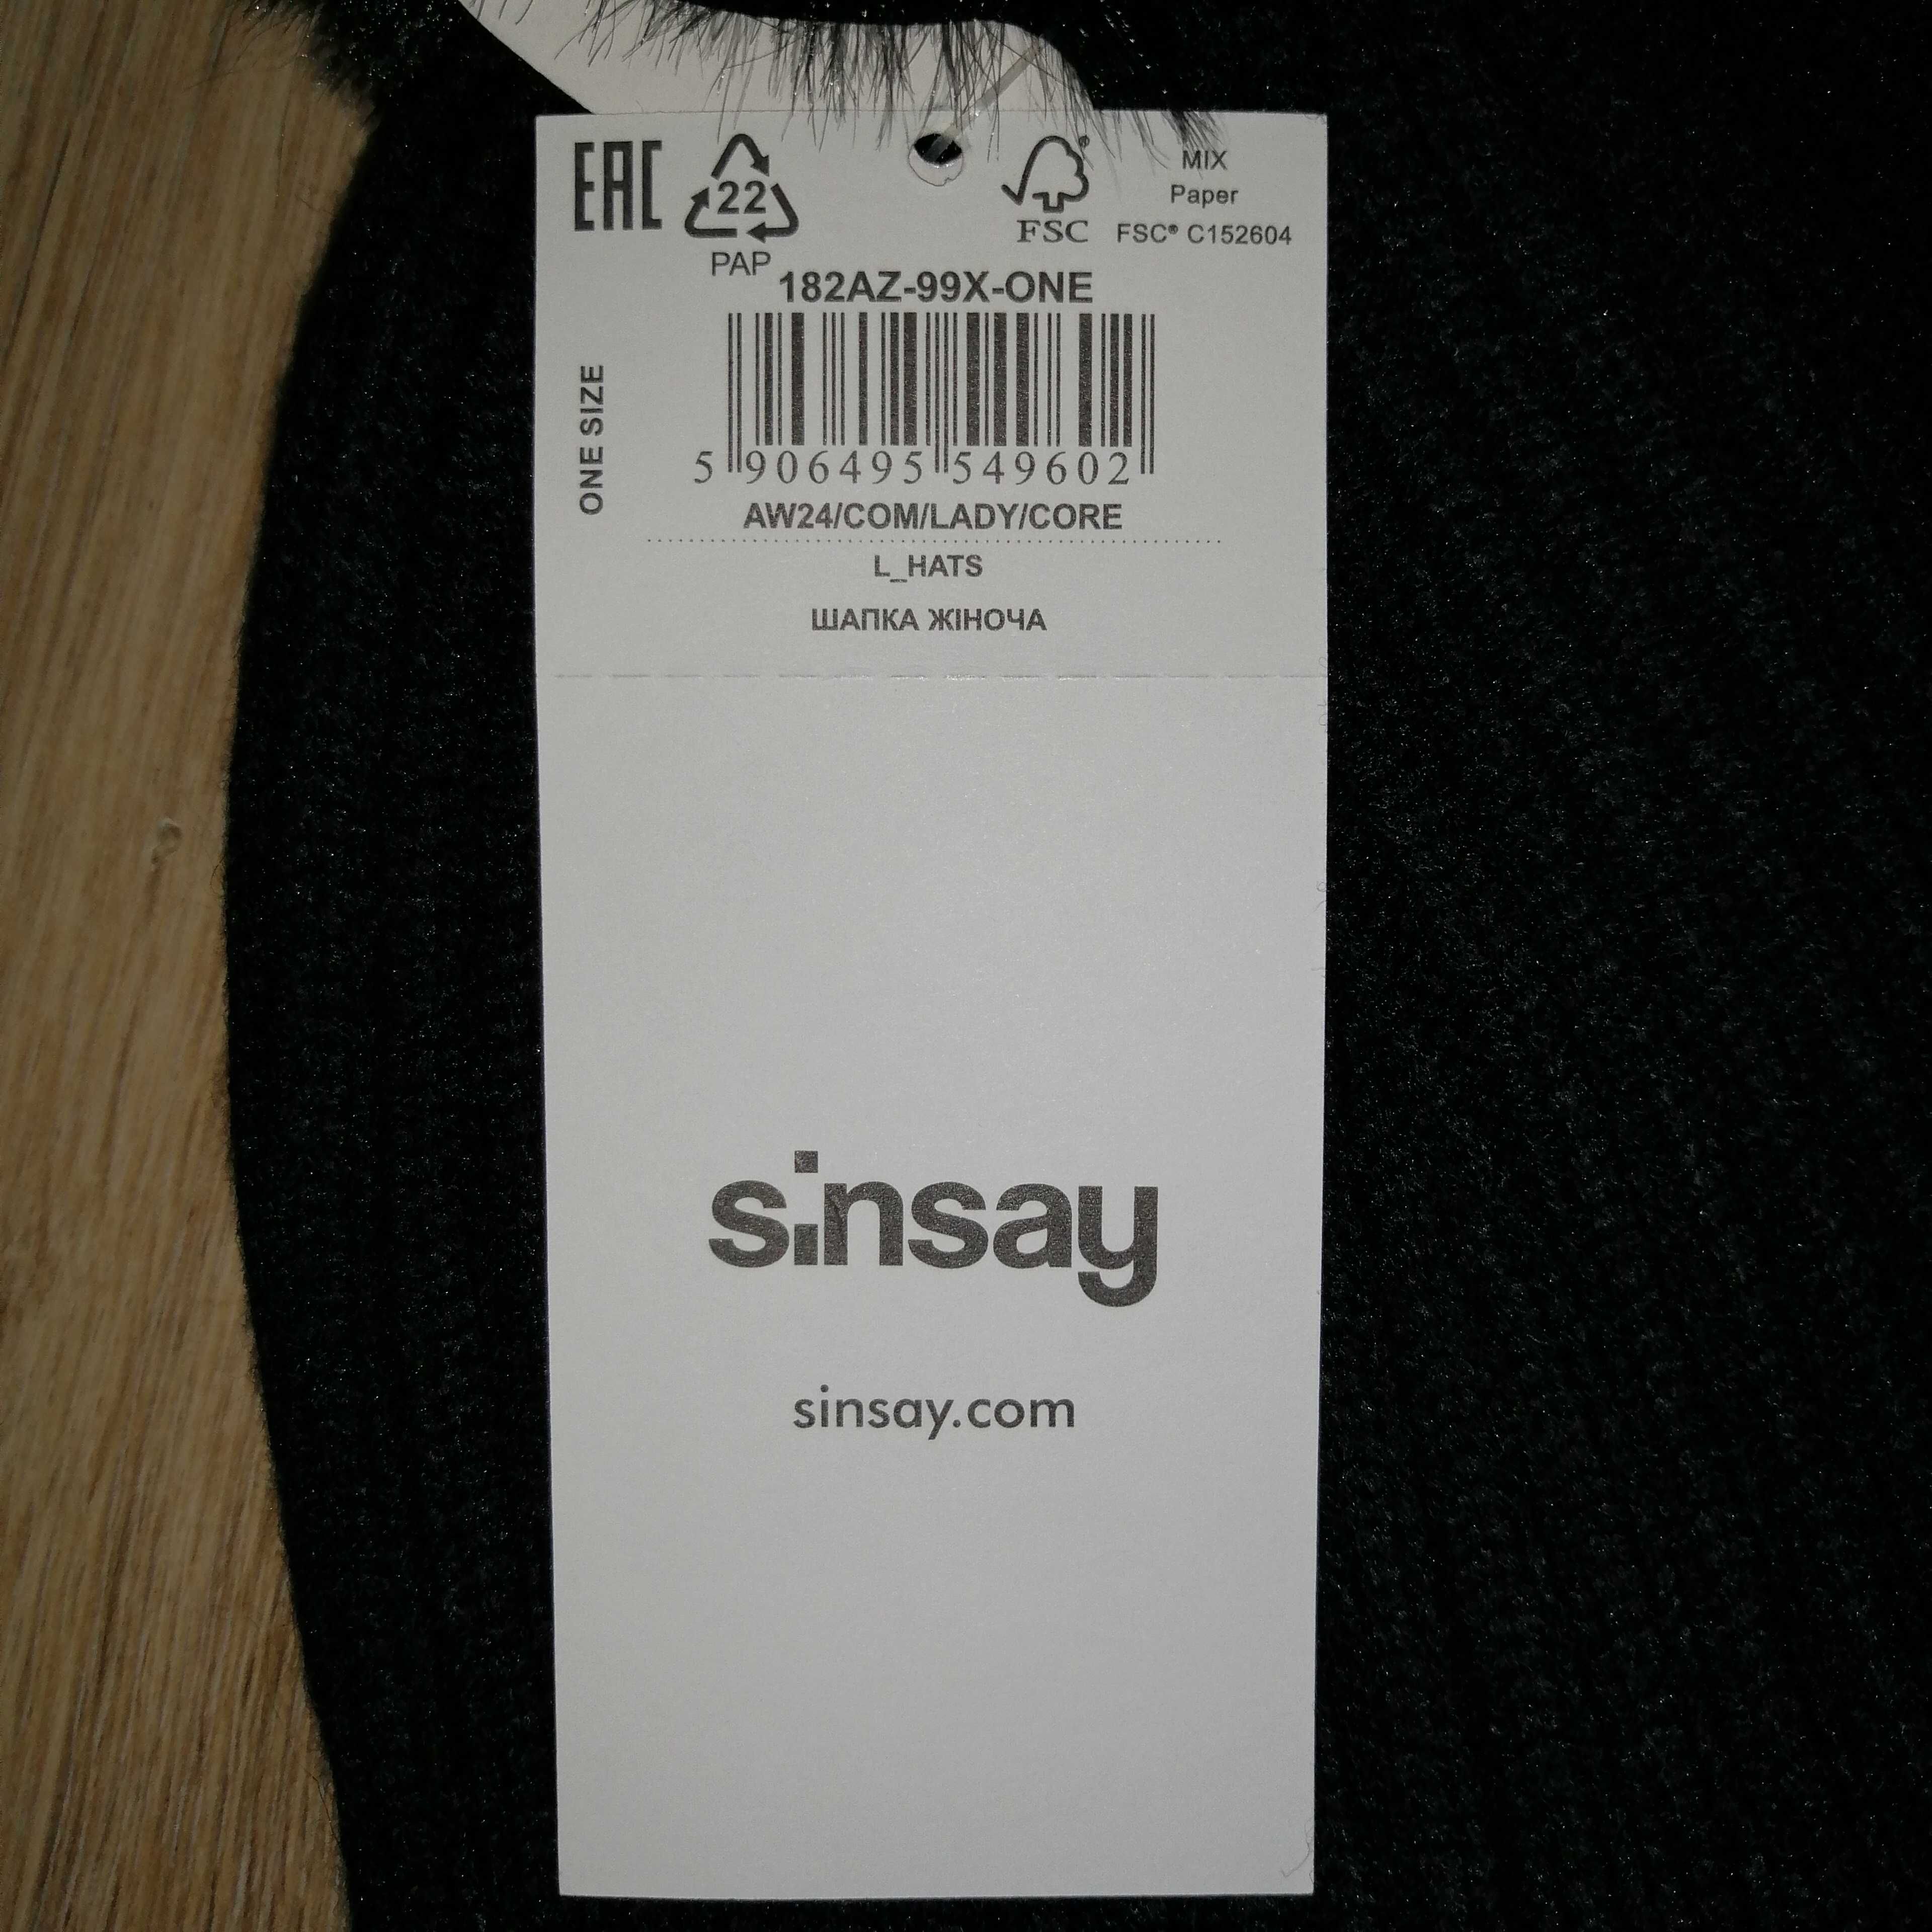 EAC
22
PAP
FSC®
MIX
Paper
FSC® C152604
182AZ-99X-ONE
ONE SIZE
5 906495 549602
AW24/COM/LADY/CORE
L_HATS
ШАПКА ЖІНОЧА
sinsay
sinsay.com